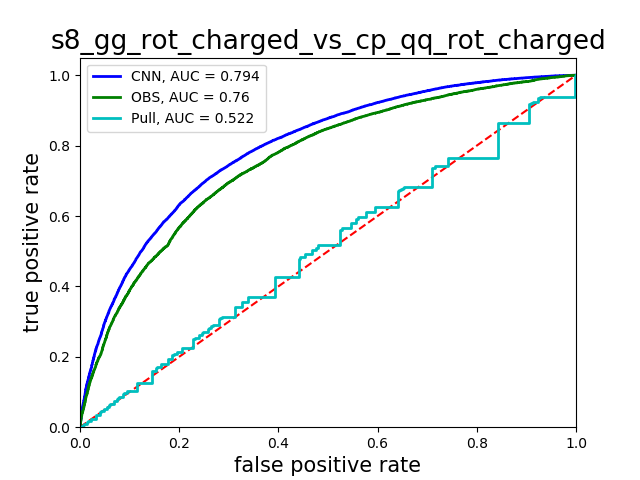 s8_gg_rot_charged_vs_cp_qq_rot_charged
CNN, AUC = 0.794
OBS, AUC = 0.76
Pull, AUC = 0.522
true positive rate
1.0
0.8
0.6
0.4
0.2
0.0
0.0 0.2 0.4 0.6 0.8 1.0
false positive rate